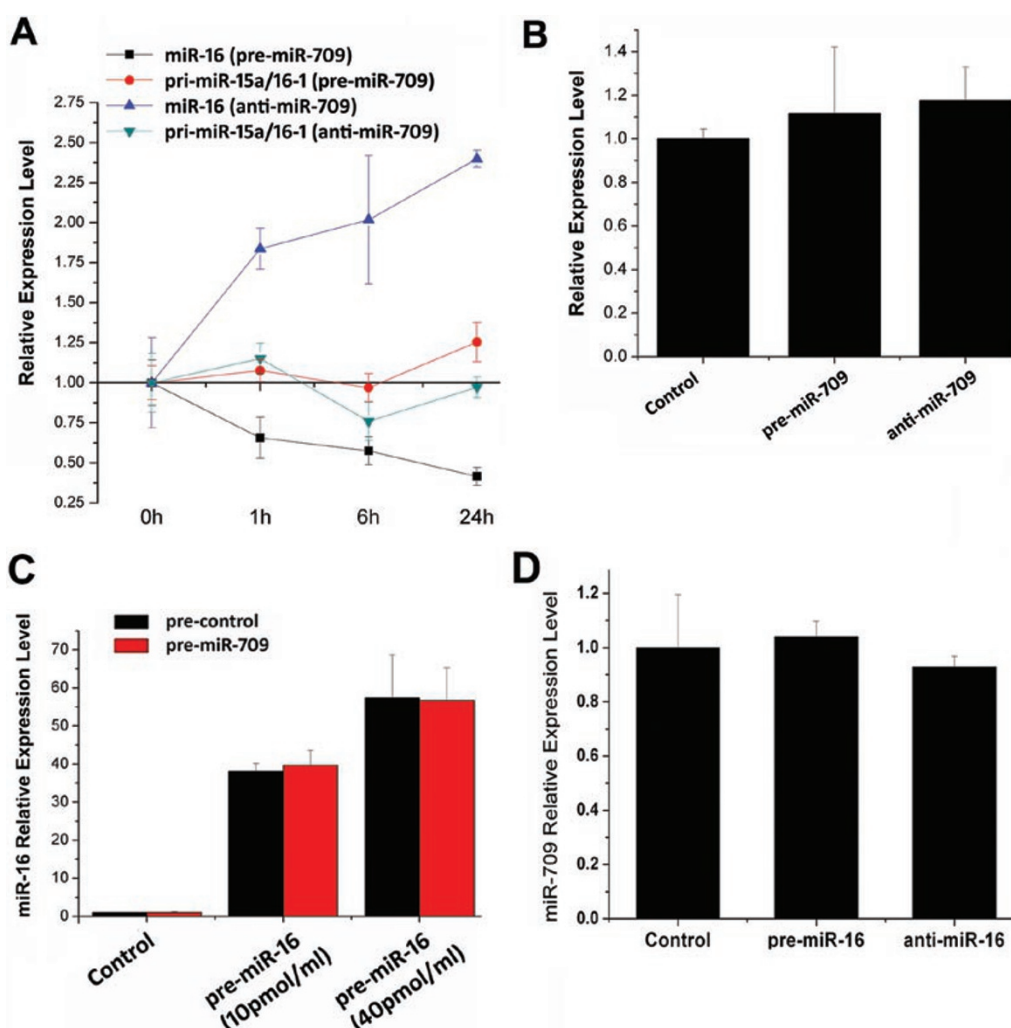 A
miR-16 (pre-miR-709)
pri-miR-15a/16-1 (pre-miR-709)
miR-16 (anti-miR-709)
pri-miR-15a/16-1 (anti-miR-709)
Relative Expression Level
2.75
2.50
2.25
2.00
1.75
1.50
1.25
1.00
0.75
0.50
0.25
0h 1h 6h 24h
B
Relative Expression Level
1.4
1.2
1.0
0.8
0.6
0.4
0.2
0.0
Control pre-miR-709 anti-miR-709
C
pre-control
pre-miR-709
miR-16 Relative Expression Level
70
60
50
40
30
20
10
0
Control pre-miR-16 pre-miR-16
(10pmol/ml) (40pmol/ml)
D
miR-709 Relative Expression Level
1.2
1.0
0.8
0.6
0.4
0.2
0.0
Control pre-miR-16 anti-miR-16